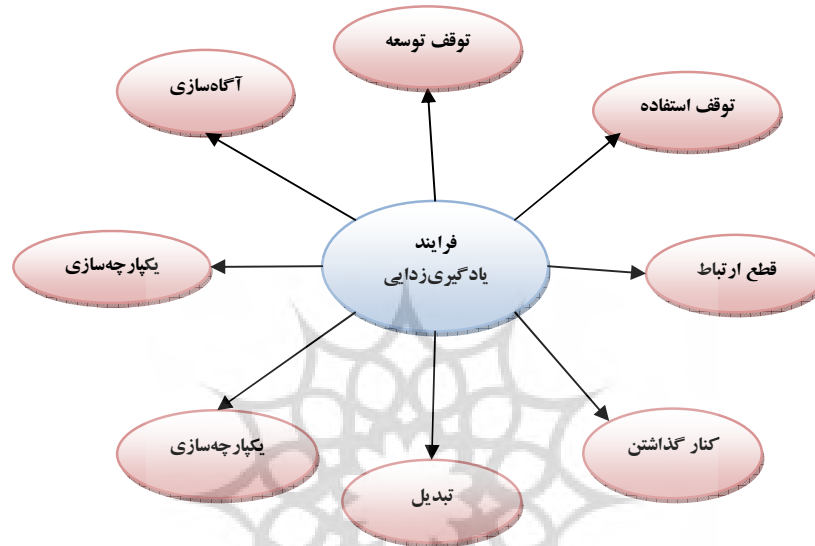 توقف توسعه
آگاه‌سازی
توقف استفاده
فرایند
یادگیری‌زدایی
قطع ارتباط
یکپارچه‌سازی
کنار گذاشتن
یکپارچه‌سازی
تبدیل